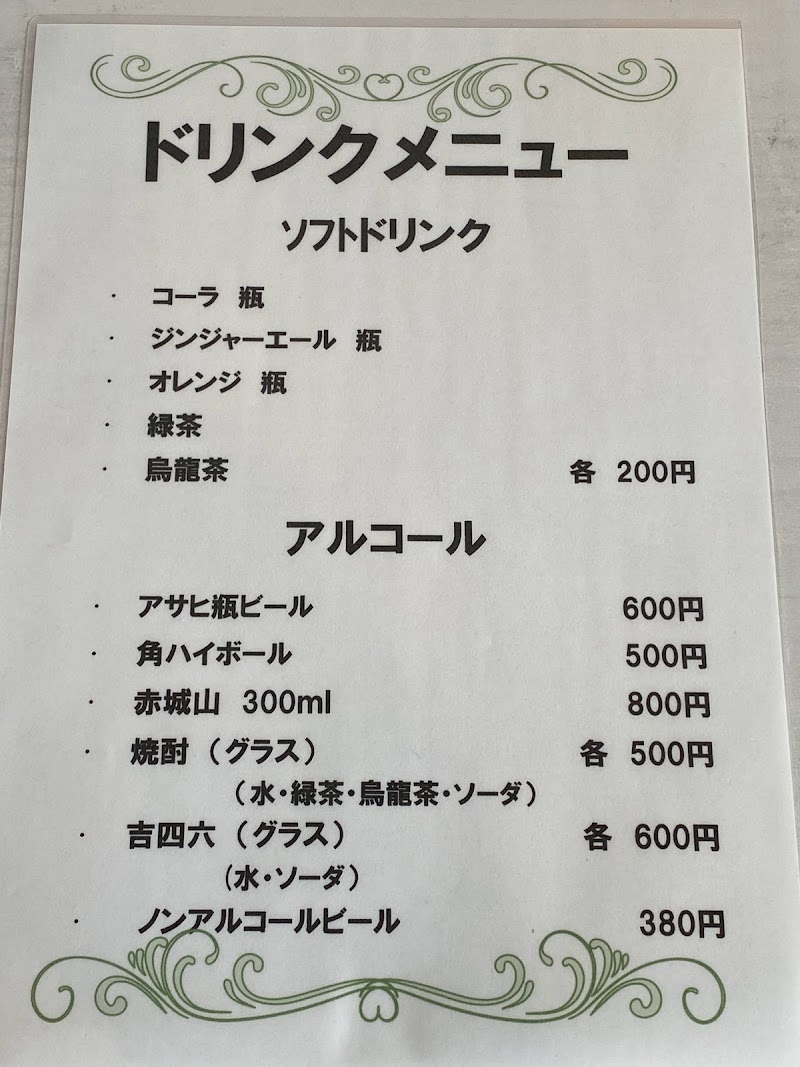 ドリンクメニュー
ソフトドリンク
・ コーラ 瓶
・ ジンジャーエール 瓶
・ オレンジ 瓶
・ 緑茶
・ 烏龍茶 各 200円
アルコール
・ アサヒ瓶ビール 600円
・ 角ハイボール 500円
・ 赤城山 300ml 800円
・ 焼酎（グラス） 各 500円
（水・緑茶・烏龍茶・ソーダ）
・ 吉四六（グラス） 各 600円
（水・ソーダ）
・ ノンアルコールビール 380円